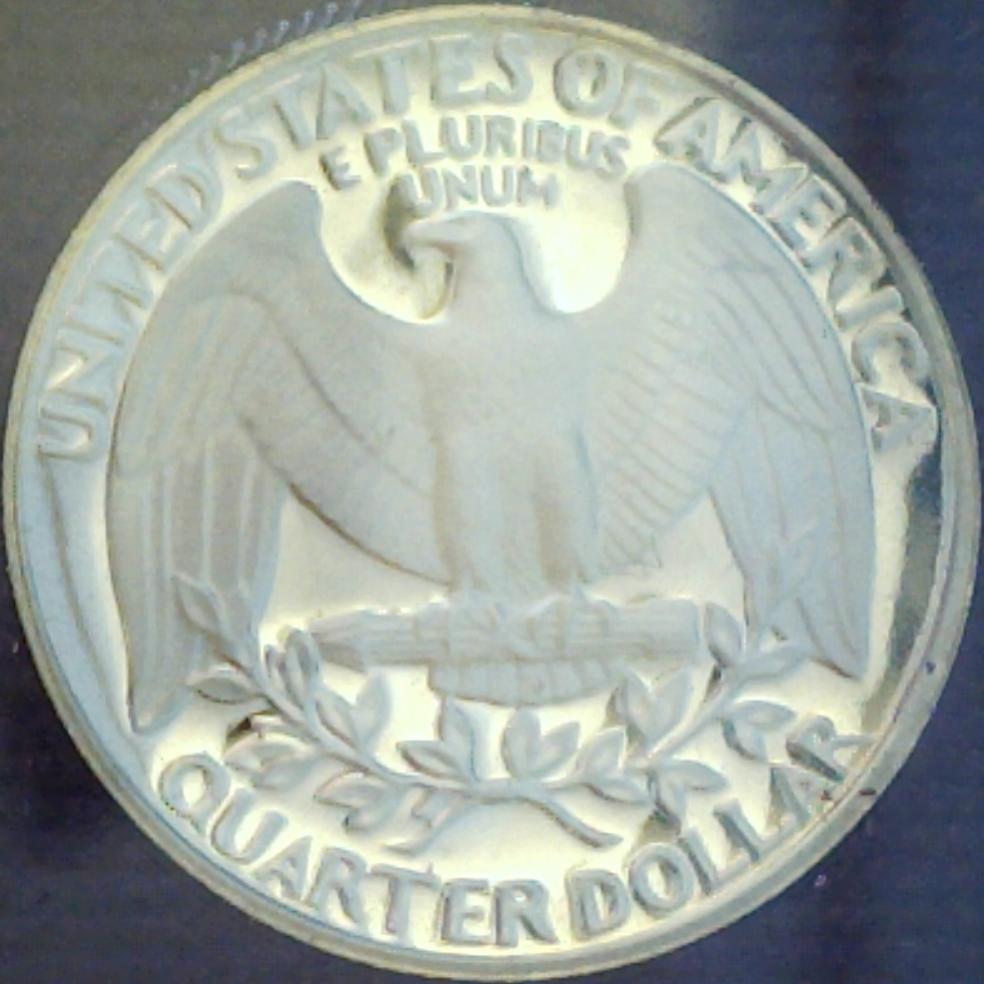 UNITED STATES OF AMERICA
E PLURIBUS
UNUM
QUARTER DOLLAR